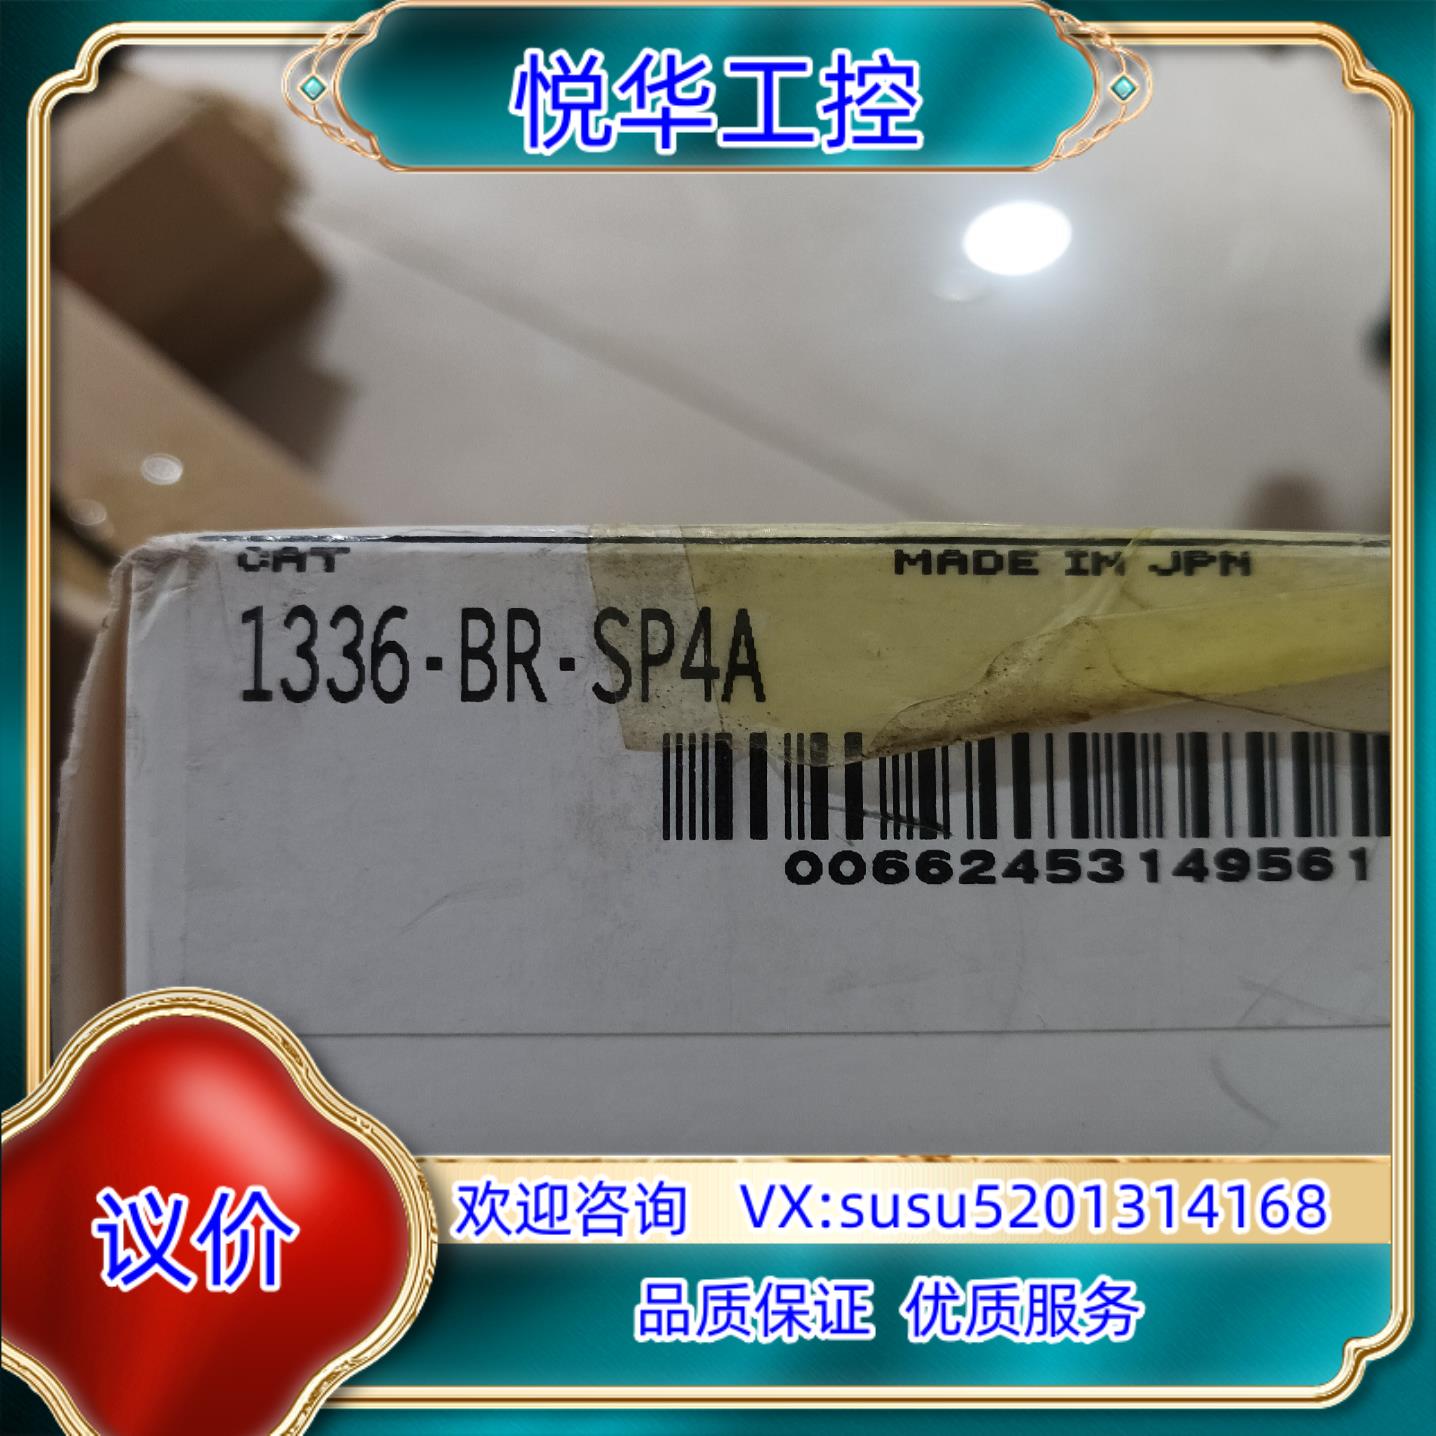 悦华工控
CAT
MADE IN JPN
1336-BR-SP4A
00662453149561
议价
欢迎咨询 VX:susu5201314168
品质保证 优质服务